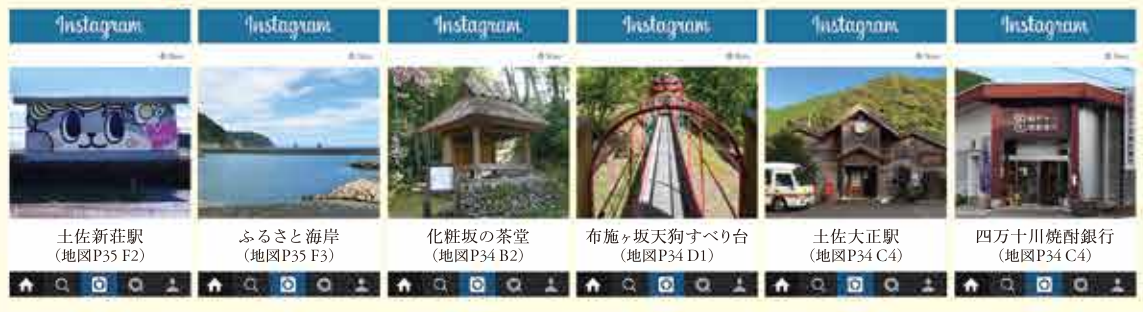 Instagram
Instagram
Instagram
Instagram
Instagram
Instagram
土佐新荘駅
(地図P35 F2)
ふるさと海岸
(地図P35 F3)
化粧坂の茶堂
(地図P34 B2)
布施ヶ坂天狗すべり台
(地図P34 D1)
土佐大正駅
(地図P34 C4)
四万十川焼酎銀行
(地図P34 C4)